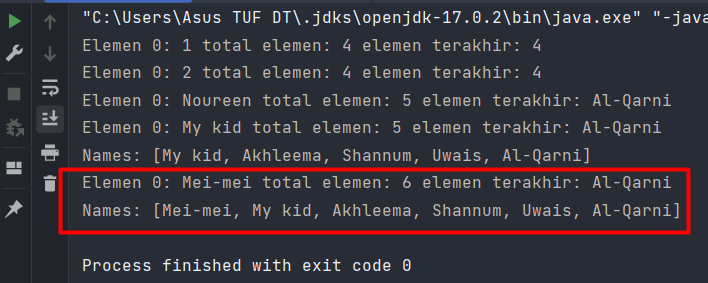 "C:\Users\Asus TUF DT\.jdks\openjdk-17.0.2\bin\java.exe" "-java
Elemen 0: 1 total elemen: 4 elemen terakhir: 4
Elemen 0: 2 total elemen: 4 elemen terakhir: 4
Elemen 0: Noureen total elemen: 5 elemen terakhir: Al-Qarni
Elemen 0: My kid total elemen: 5 elemen terakhir: Al-Qarni
Names: [My kid, Akhleema, Shannum, Uwais, Al-Qarni]
Elemen 0: Mei-mei total elemen: 6 elemen terakhir: Al-Qarni
Names: [Mei-mei, My kid, Akhleema, Shannum, Uwais, Al-Qarni]
Process finished with exit code 0